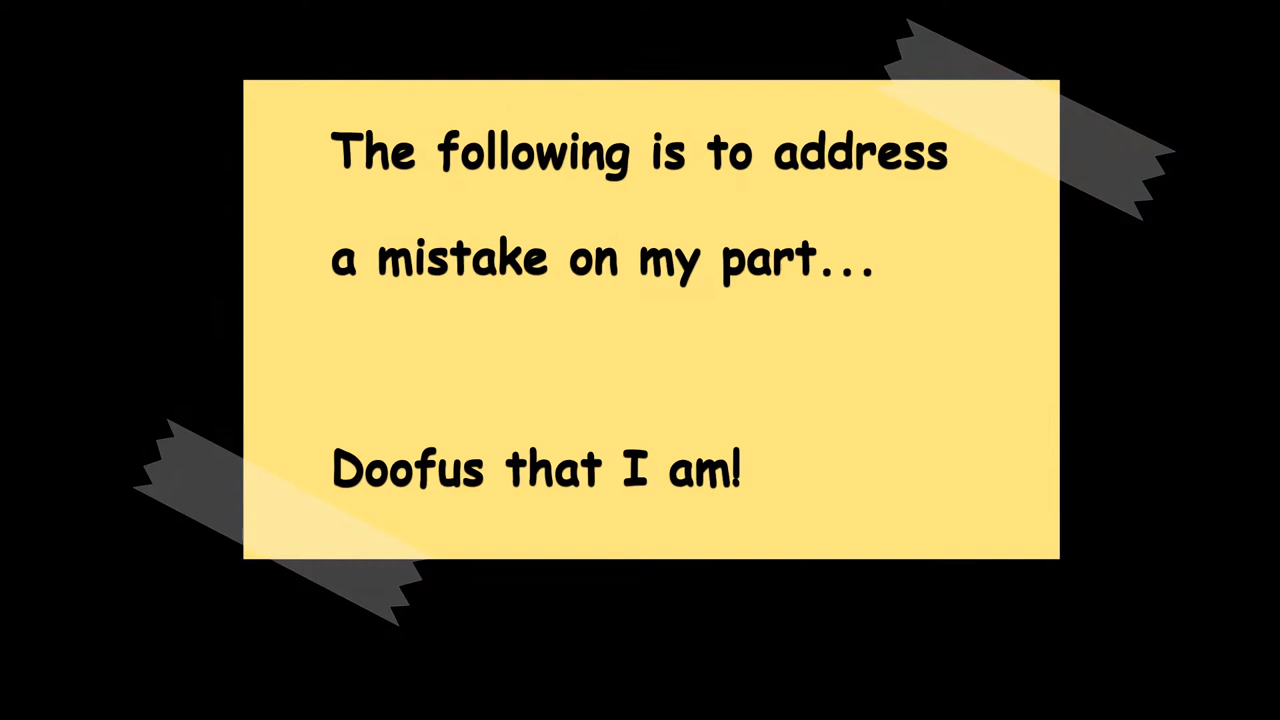 The following is to address
a mistake on my part...
Doofus that I am!